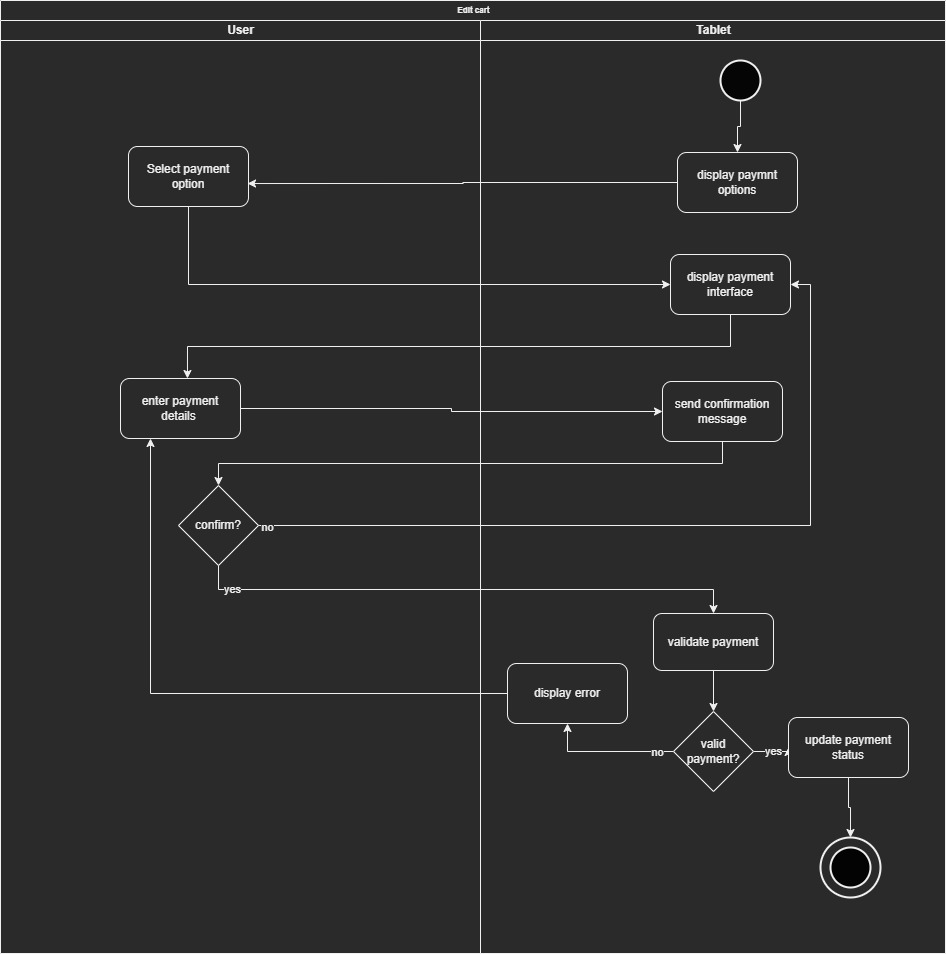 Edit cart
User
Tablet
Select payment
option
display paymnt
options
display payment
interface
enter payment
details
send confirmation
message
confirm?
no
yes
validate payment
display error
valid
payment?
no
yes
update payment
status